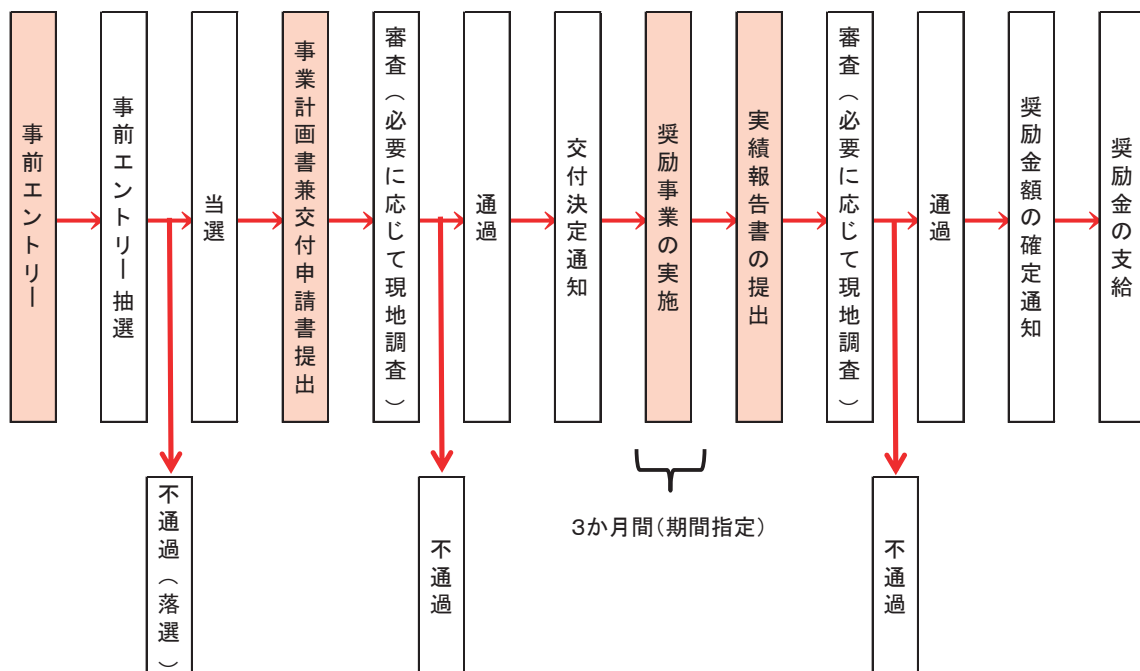 事前エントリー
事前エントリー抽選
当選
事業計画書兼交付申請書提出
審査（必要に応じて現地調査）
通過
交付決定通知
奨励事業の実施
実績報告書の提出
審査（必要に応じて現地調査）
通過
奨励金額の確定通知
奨励金の支給
不通過（落選）
不通過
3か月間（期間指定）
不通過